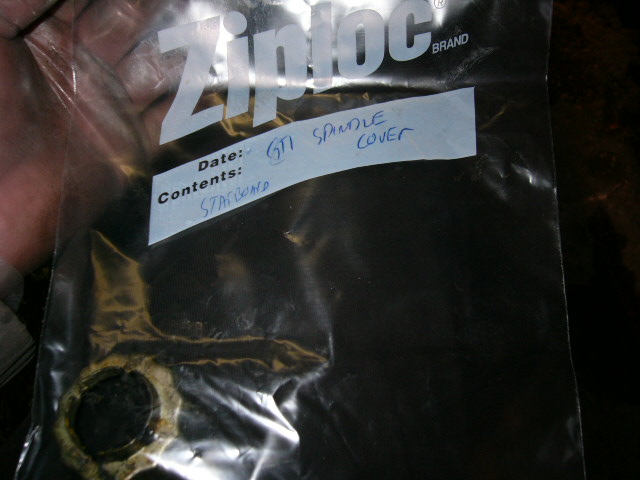 Ziploc®
BRAND
Date: GTI SPINDLE
COVER
Contents:
STARBOARD